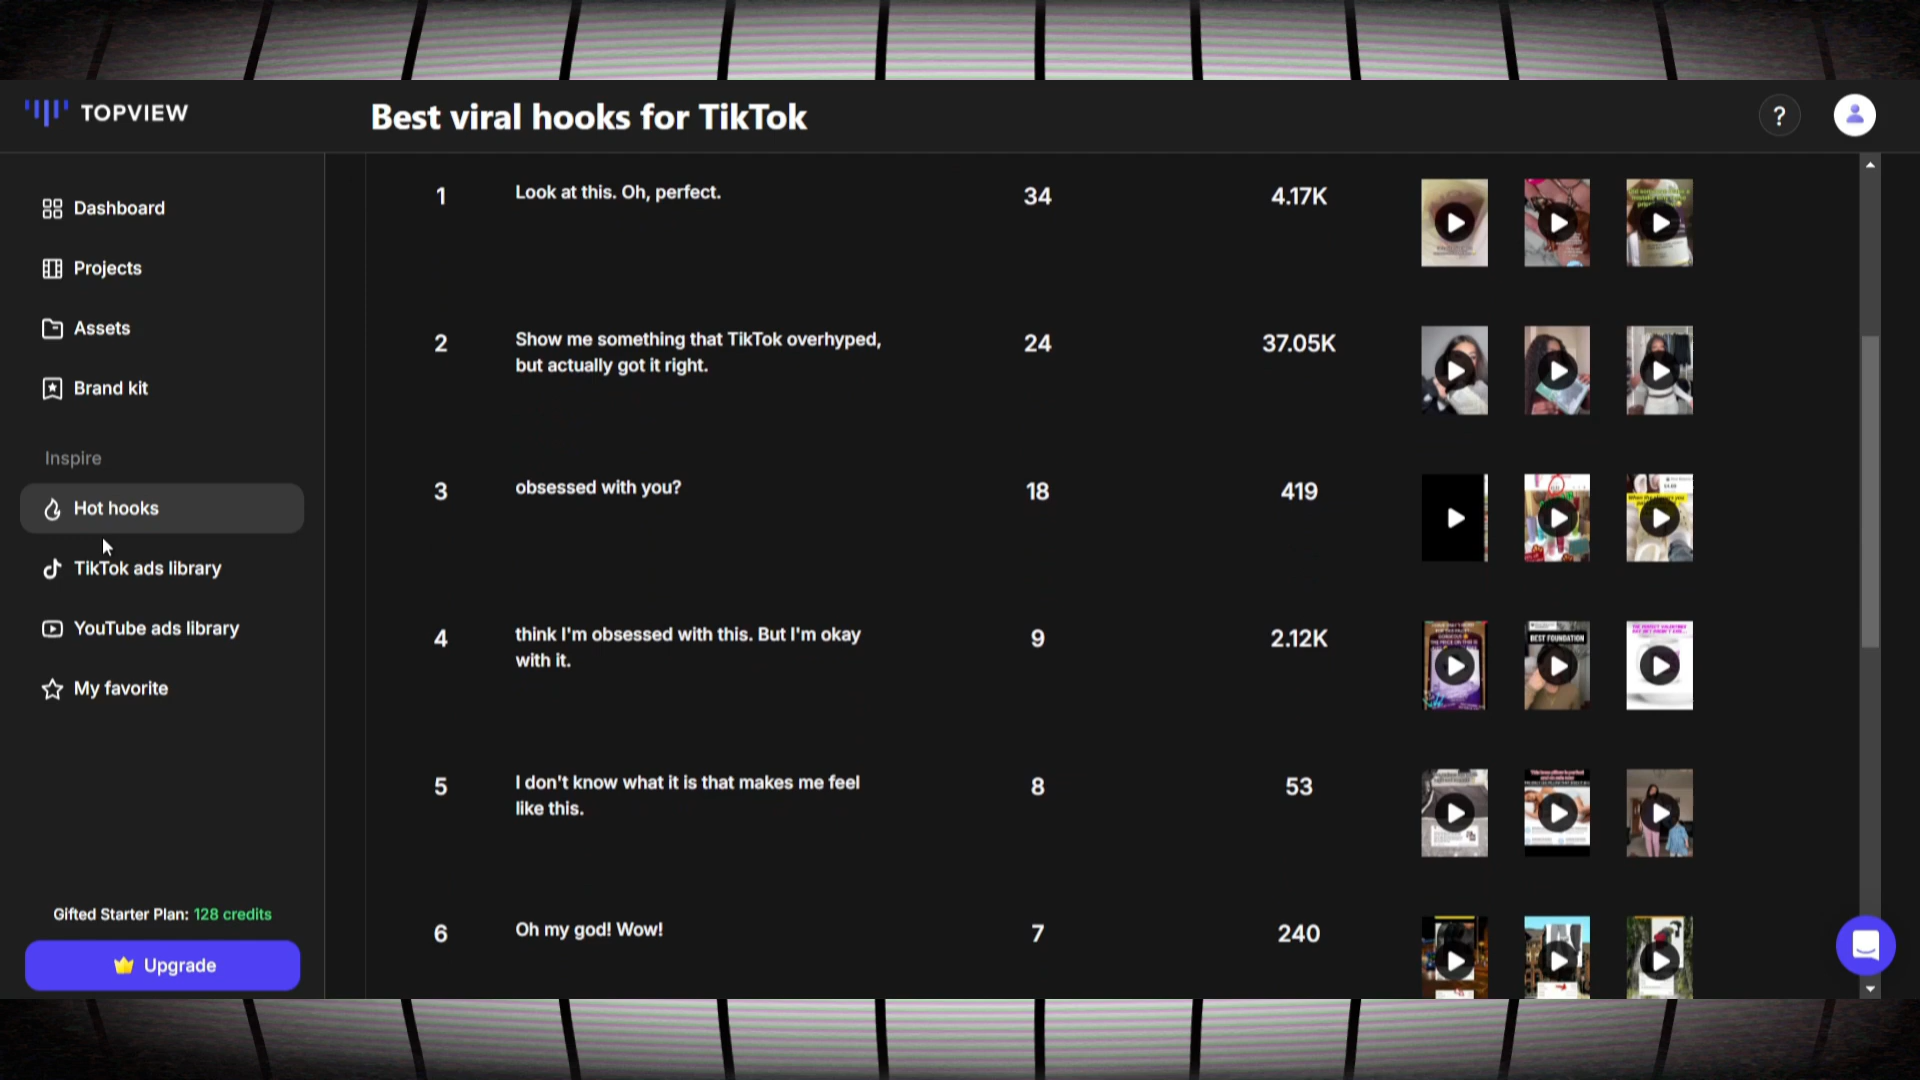 TOPVIEW
Best viral hooks for TikTok
?
Dashboard
Projects
Assets
Brand kit
Inspire
Hot hooks
TikTok ads library
YouTube ads library
My favorite
Gifted Starter Plan: 128 credits
Upgrade
1 Look at this. Oh, perfect. 34 4.17K
2 Show me something that TikTok overhyped, 24 37.05K
but actually got it right.
3 obsessed with you? 18 419
4 think I'm obsessed with this. But I'm okay 9 2.12K
with it.
BEST FOUNDATION
5 I don't know what it is that makes me feel 8 53
like this.
6 Oh my god! Wow! 7 240